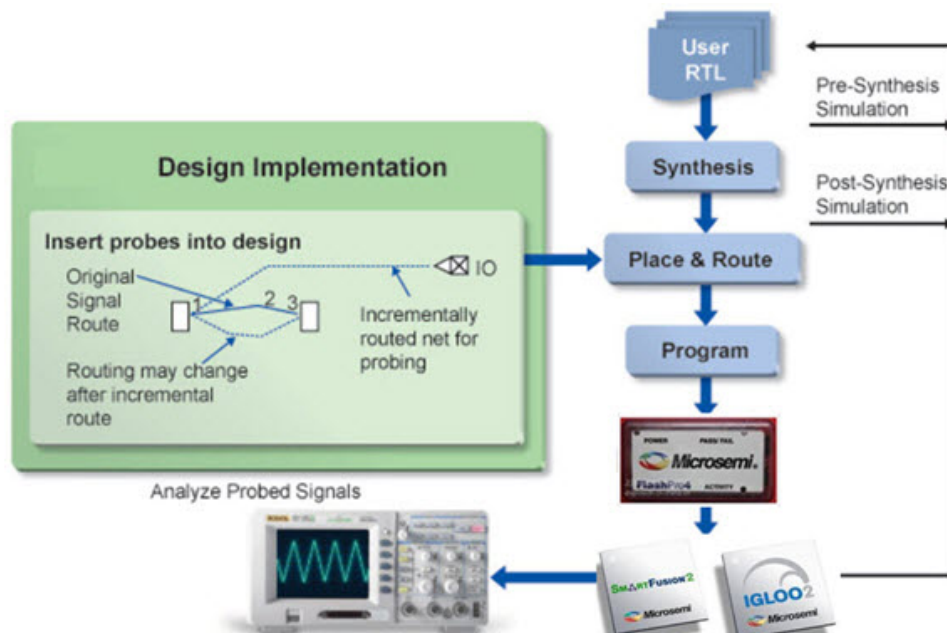 User
RTL
Pre-Synthesis
Simulation
Design Implementation
Synthesis
Post-Synthesis
Simulation
Insert probes into design
Original
Signal
Route
1
2
3
IO
Place & Route
Incrementally
routed net for
probing
Routing may change
after incremental
route
Program
POWER
PASS/FAIL
Microsemi
FlashPro4
ACTIVITY
Analyze Probed Signals
SMARTFUSION2
Microsemi
IGLOO2
Microsemi